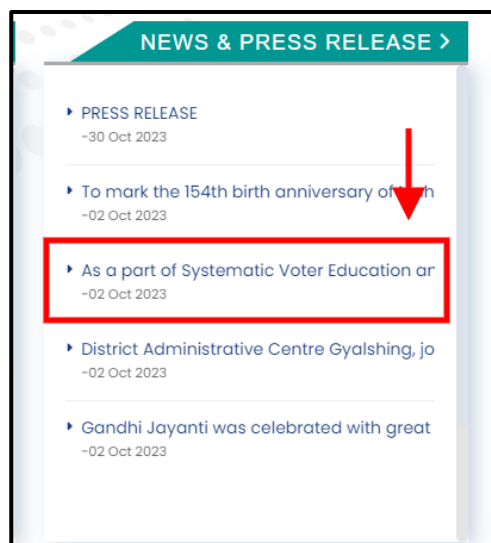 NEWS & PRESS RELEASE >
PRESS RELEASE
-30 Oct 2023
To mark the 154th birth anniversary of
-02 Oct 2023
As a part of Systematic Voter Education an
-02 Oct 2023
District Administrative Centre Gyalshing, jo
-02 Oct 2023
Gandhi Jayanti was celebrated with great
-02 Oct 2023